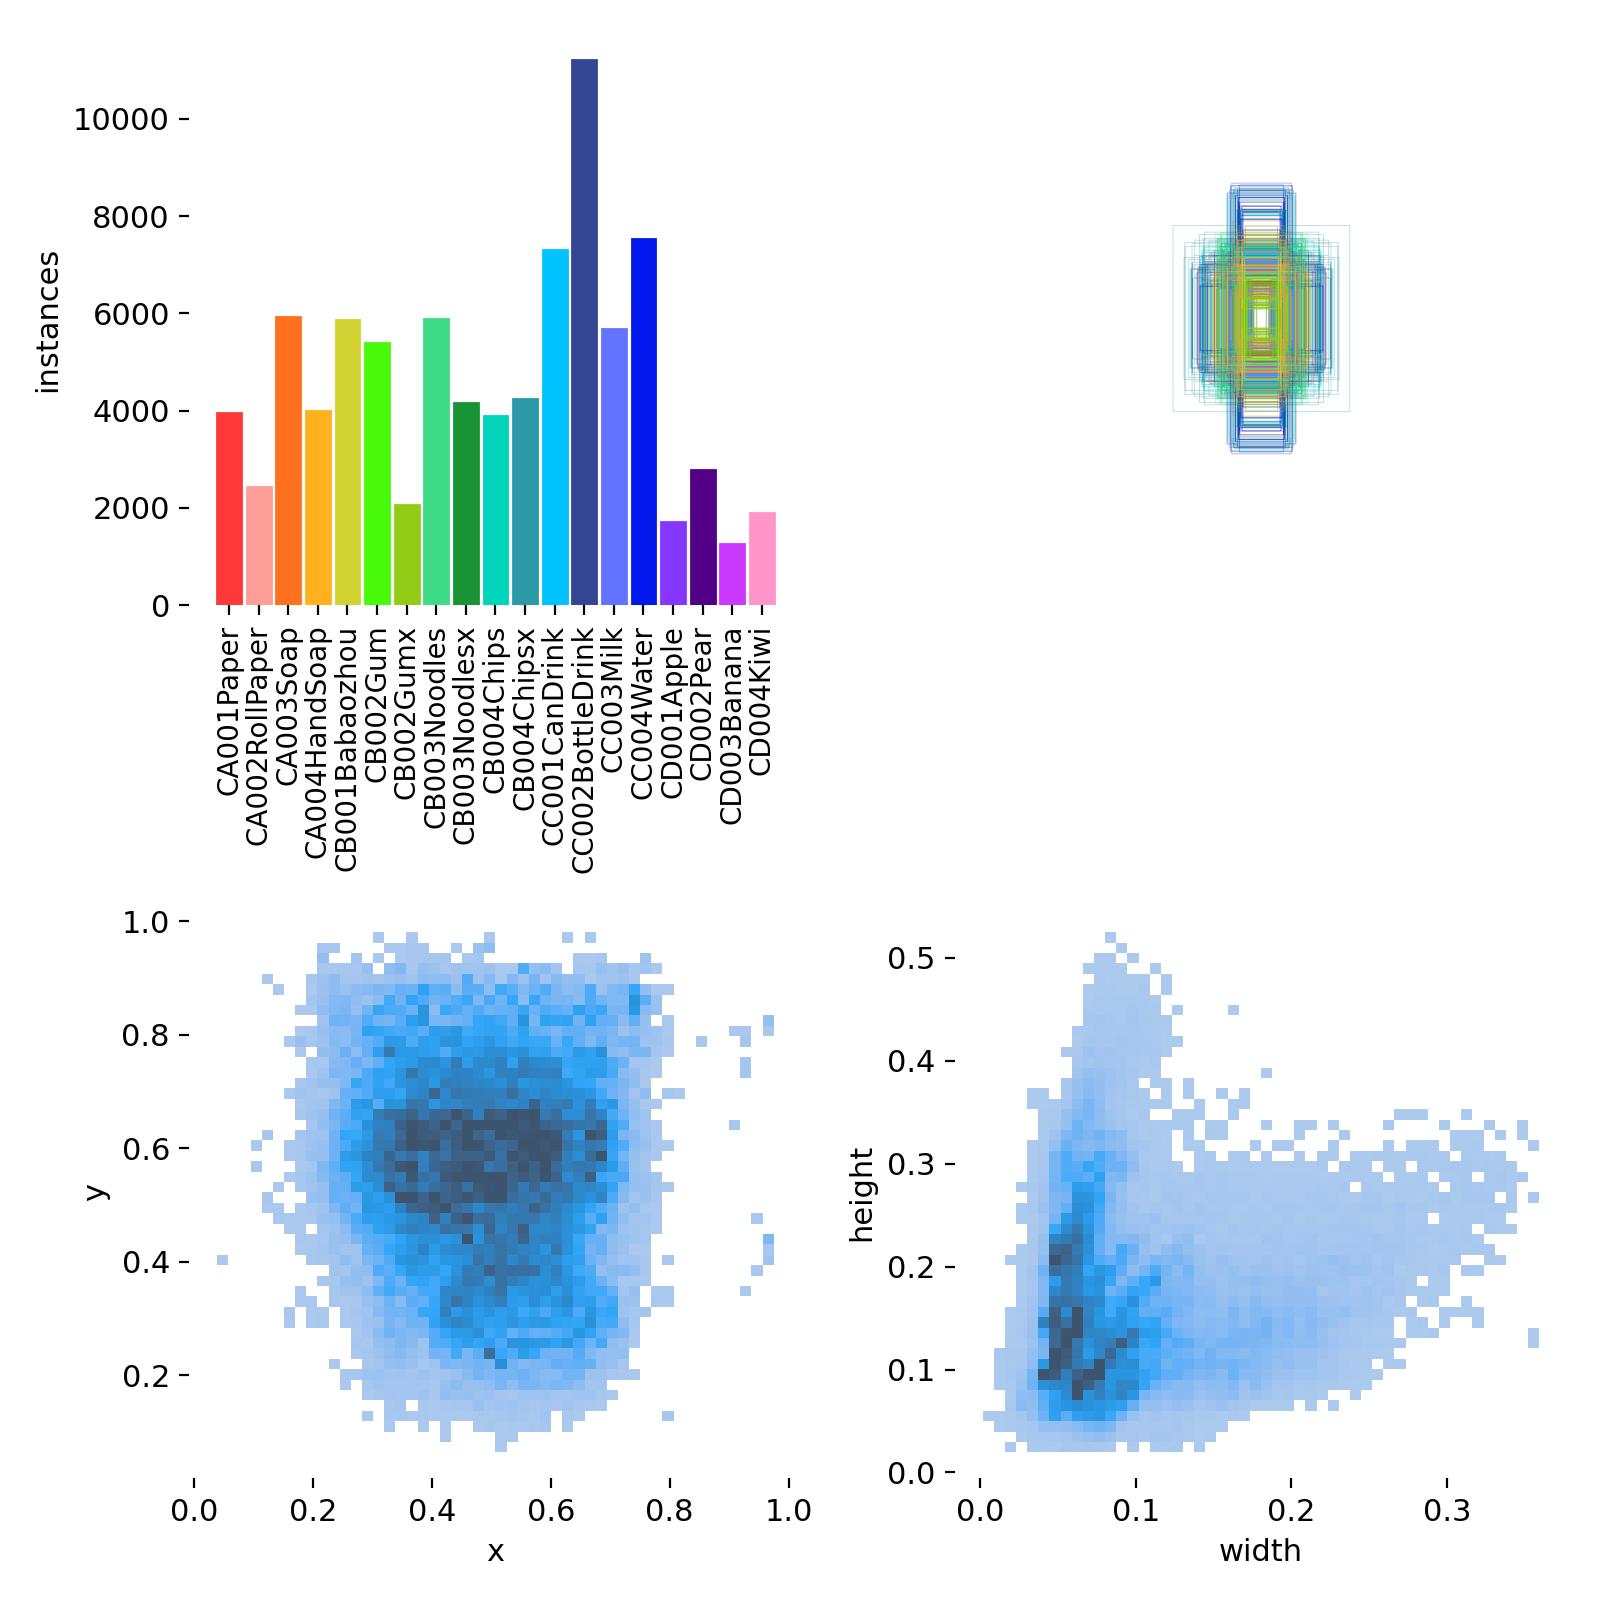 10000
8000
6000
4000
2000
0
instances
CA001Paper
CA002RollPaper
CA003Soap
CA004HandSoap
CB001Babaozhou
CB002Gum
CB002Gumx
CB003Noodles
CB003Noodlesx
CB004Chips
CB004Chipsx
CC001CanDrink
CC002BottleDrink
CC003Milk
CC004Water
CD001Apple
CD002Pear
CD003Banana
CD004Kiwi
1.0
0.8
0.6
0.4
0.2
y
0.0 0.2 0.4 0.6 0.8 1.0
x
0.5
0.4
0.3
0.2
0.1
0.0
height
0.0 0.1 0.2 0.3
width